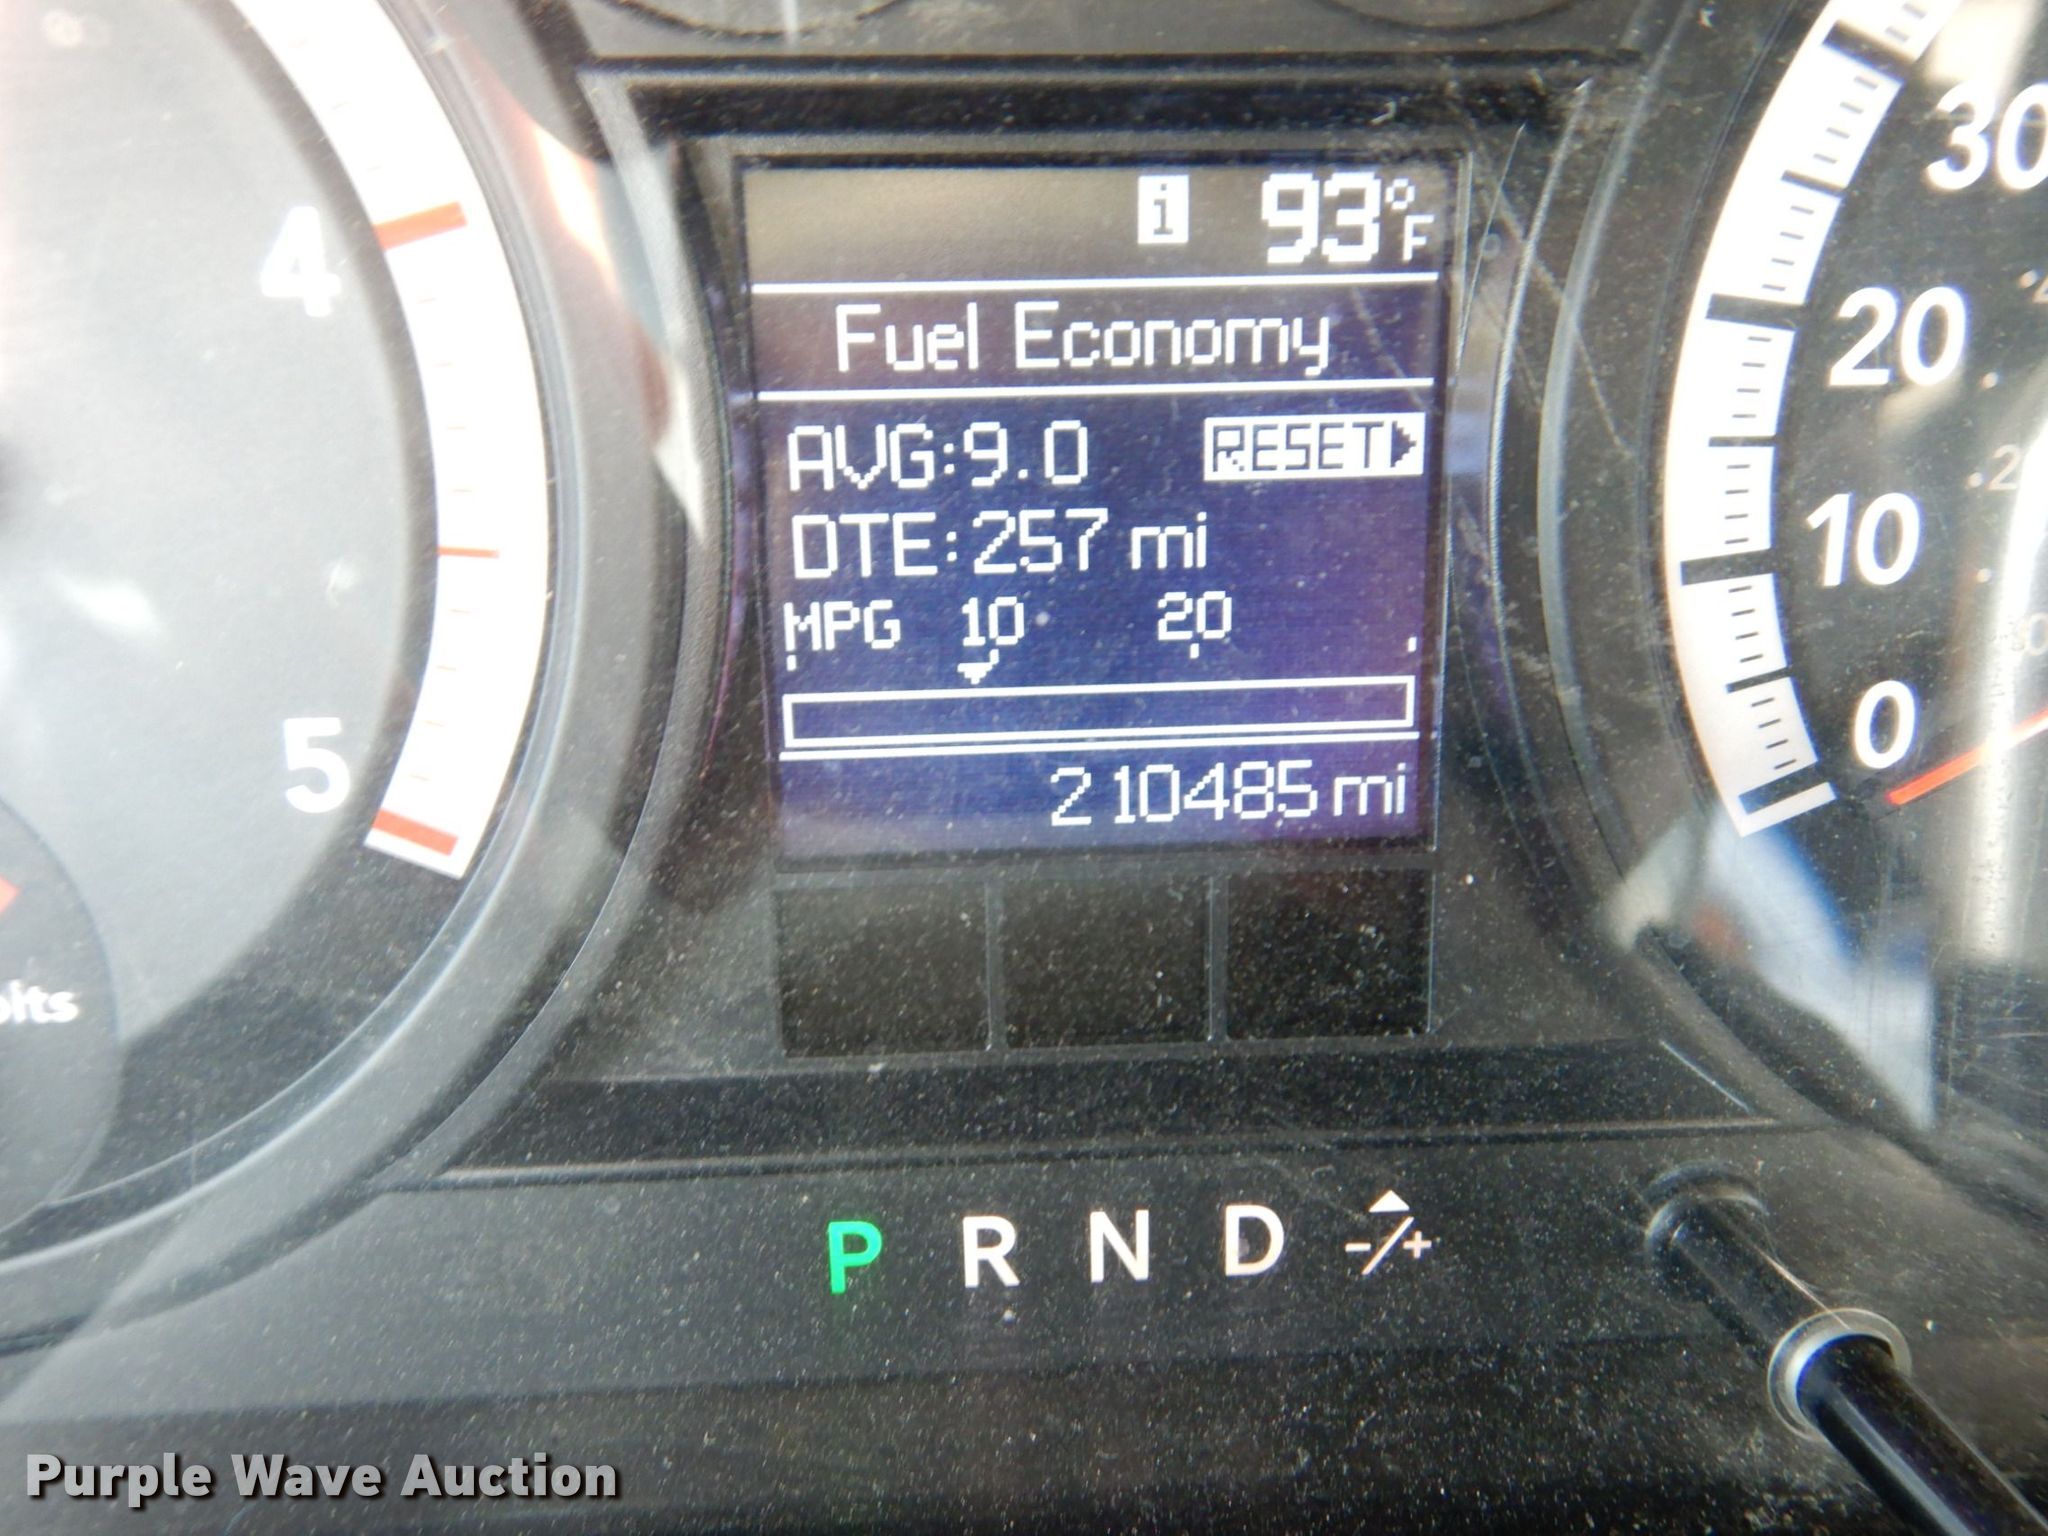 i 93°F
Fuel Economy
AVG:9.0 RESET
DTE:257 mi
MPG 10 20
210485 mi
4
5
30
20
10
0
P R N D -/+
Purple Wave Auction